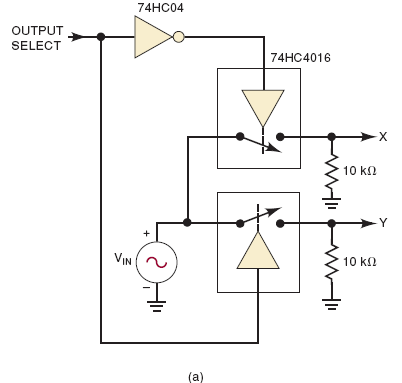 74HC04
OUTPUT
SELECT
74HC4016
X
10 kΩ
Y
+
VIN
−
10 kΩ
(a)